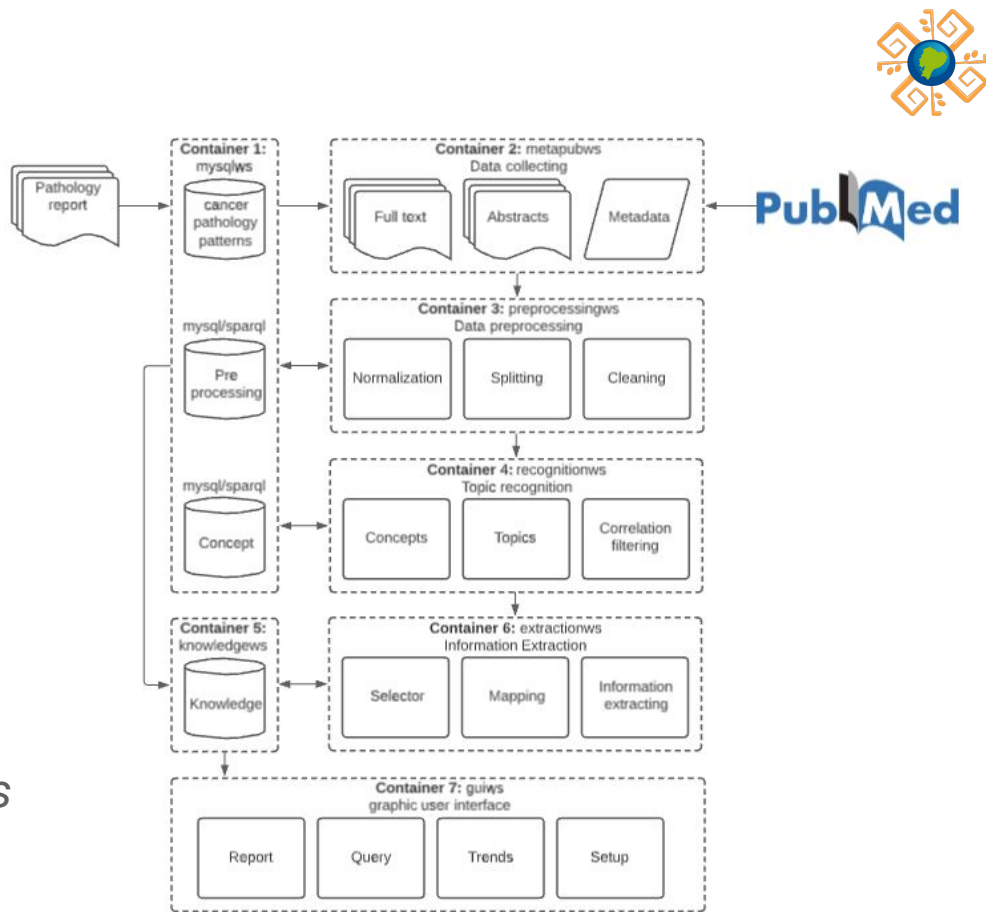 Pathology
report
Container 1:
mysqlws
cancer
pathology
patterns
Container 2: metapubws
Data collecting
Full text
Abstracts
Metadata
PubMed
mysql/sparql
Pre
processing
Container 3: preprocessingws
Data preprocessing
Normalization
Splitting
Cleaning
mysql/sparql
Concept
Container 4: recognitionws
Topic recognition
Concepts
Topics
Correlation
filtering
Container 5:
knowledgews
Knowledge
Container 6: extractionws
Information Extraction
Selector
Mapping
Information
extracting
s
Container 7: guiws
graphic user interface
Report
Query
Trends
Setup